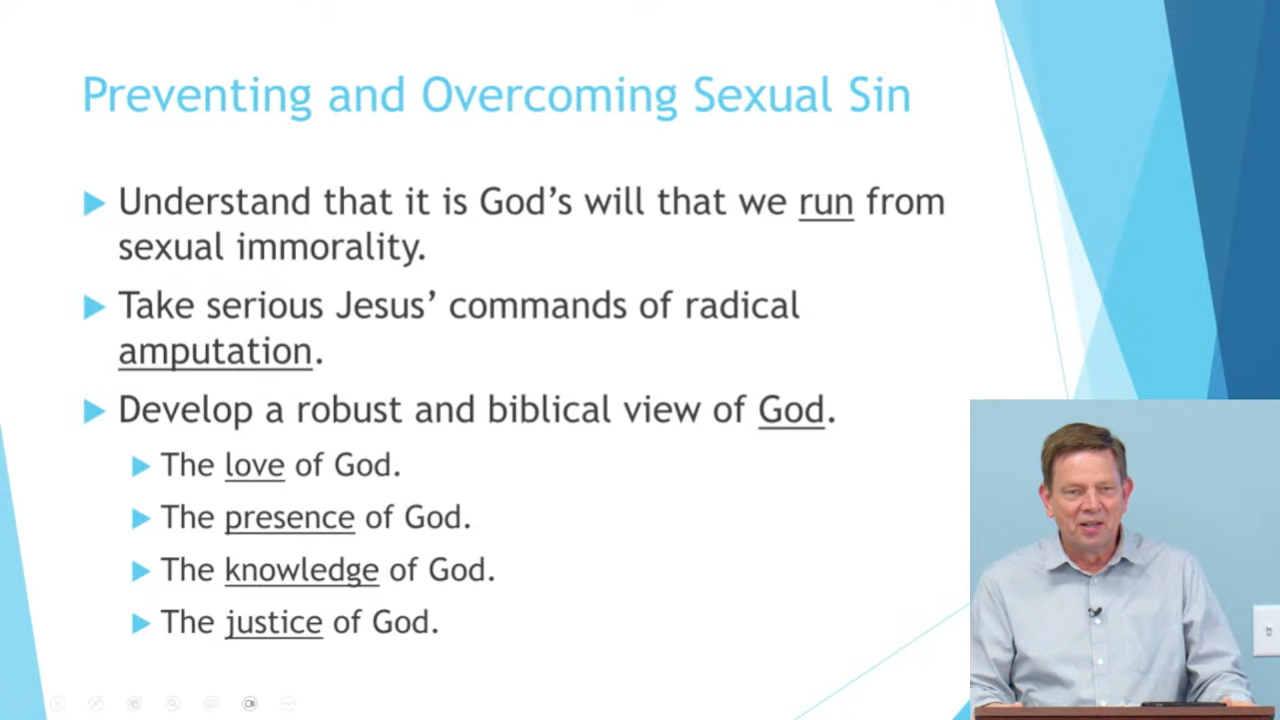 Preventing and Overcoming Sexual Sin
Understand that it is God’s will that we run from
sexual immorality.
Take serious Jesus’ commands of radical
amputation.
Develop a robust and biblical view of God.
The love of God.
The presence of God.
The knowledge of God.
The justice of God.